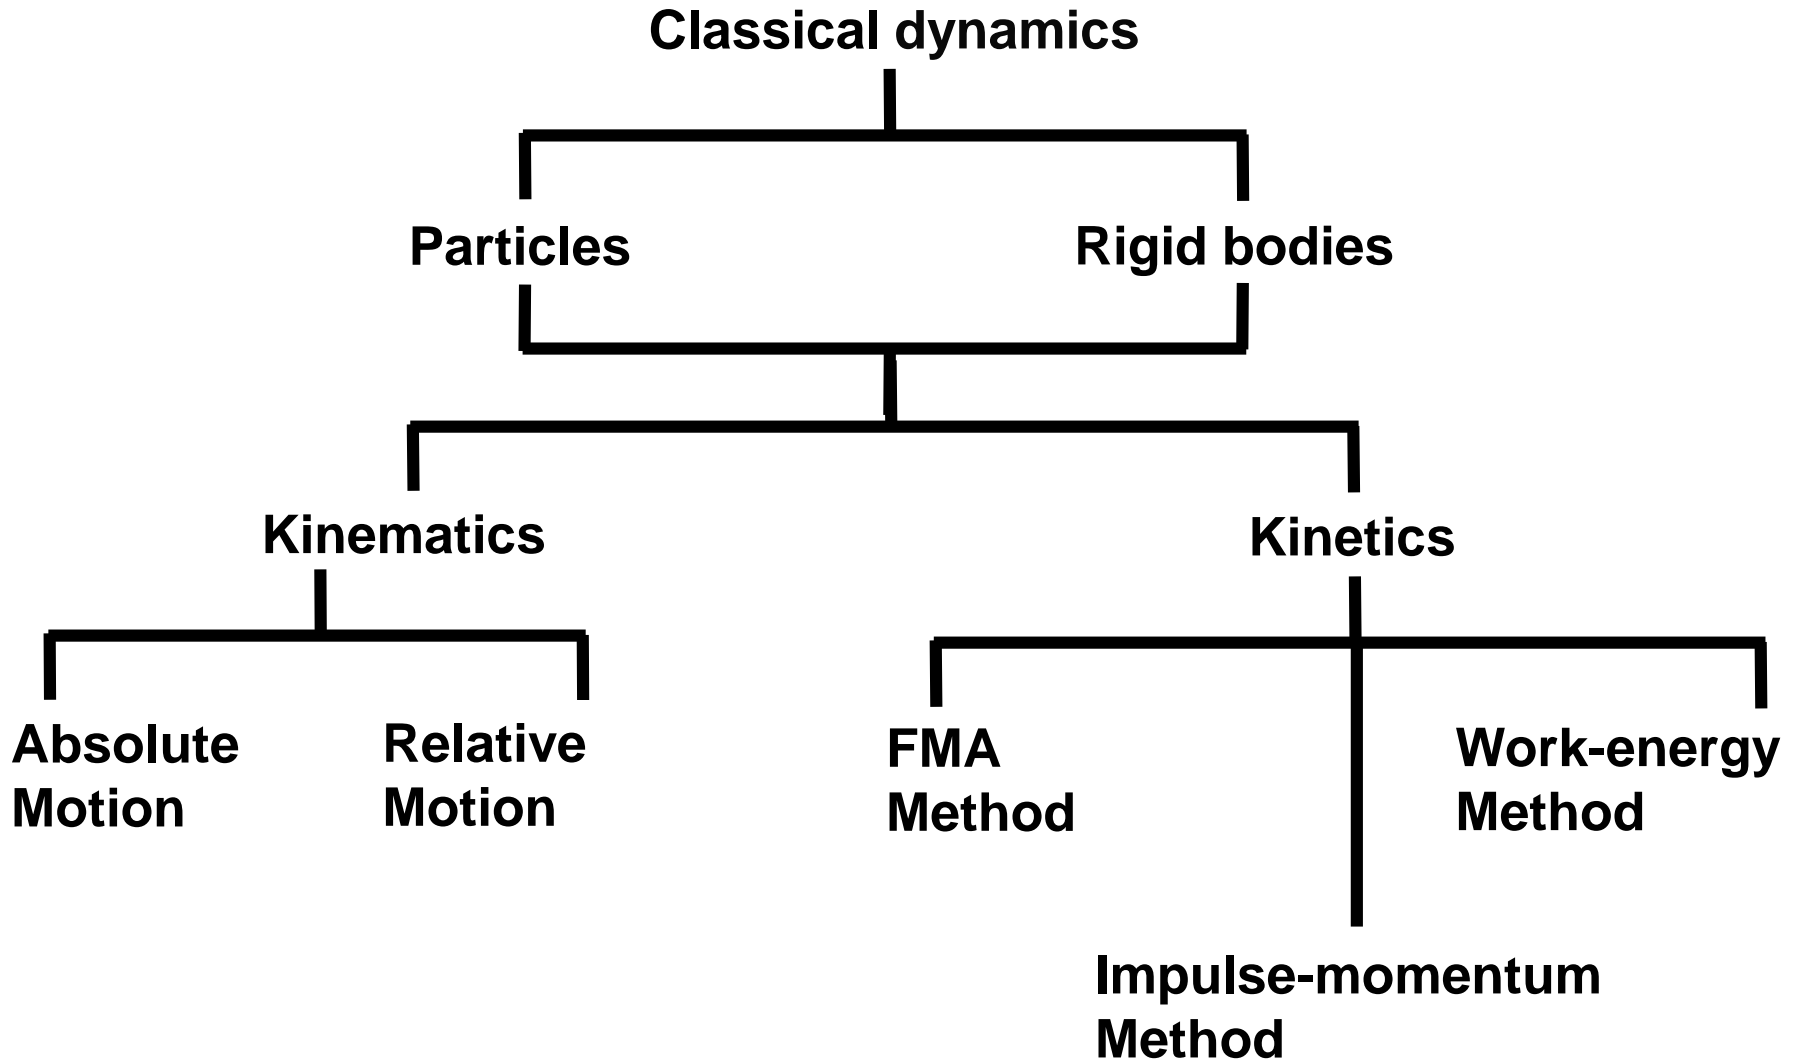 Classical dynamics
Particles
Rigid bodies
Kinematics
Kinetics
Absolute
Motion
Relative
Motion
FMA
Method
Work-energy
Method
Impulse-momentum
Method